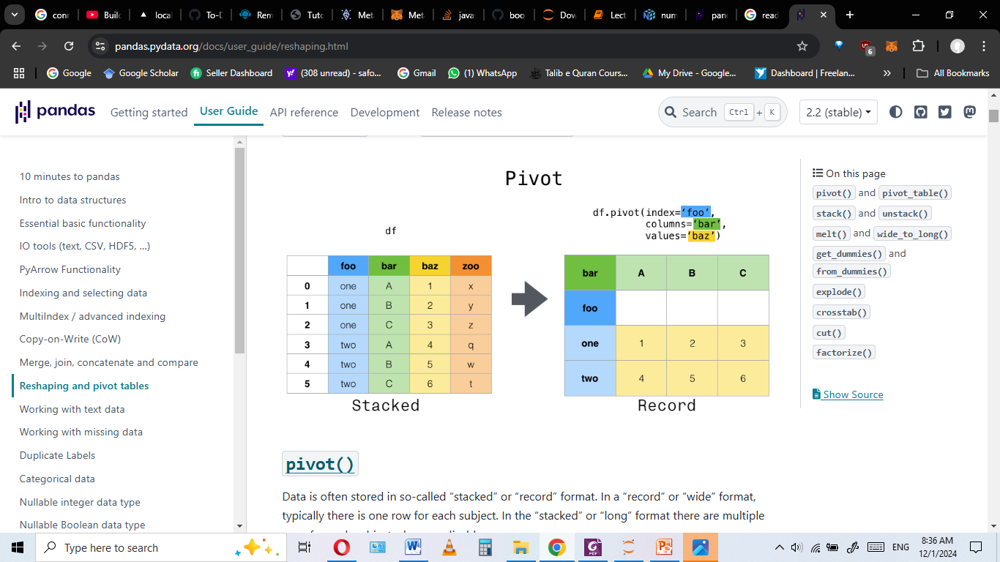 conn
Build
local
To-D
Rem
Tuto
Met
Met
java
boo
Dow
Lect
num
pan
read
pandas.pydata.org/docs/user_guide/reshaping.html
6
Google
Google Scholar
Seller Dashboard
(308 unread) - safo...
Gmail
(1) WhatsApp
Talib e Quran Cours...
My Drive - Google...
Dashboard | Freelan...
»
All Bookmarks
pandas
Getting started
User Guide
API reference
Development
Release notes
Search Ctrl + K
2.2 (stable)
10 minutes to pandas
Intro to data structures
Essential basic functionality
IO tools (text, CSV, HDF5, …)
PyArrow Functionality
Indexing and selecting data
MultiIndex / advanced indexing
Copy-on-Write (CoW)
Merge, join, concatenate and compare
Reshaping and pivot tables
Working with text data
Working with missing data
Duplicate Labels
Categorical data
Nullable integer data type
Nullable Boolean data type
Pivot
df
foo bar baz zoo
0 one A 1 x
1 one B 2 y
2 one C 3 z
3 two A 4 q
4 two B 5 w
5 two C 6 t
Stacked
df.pivot(index=‘foo’,
columns=‘bar’,
values=‘baz’)
bar A B C
foo
one 1 2 3
two 4 5 6
Record
pivot()
Data is often stored in so-called “stacked” or “record” format. In a “record” or “wide” format,
typically there is one row for each subject. In the “stacked” or “long” format there are multiple
On this page
pivot() and pivot_table()
stack() and unstack()
melt() and wide_to_long()
get_dummies() and
from_dummies()
explode()
crosstab()
cut()
factorize()
Show Source
Type here to search
ENG
8:36 AM
12/1/2024